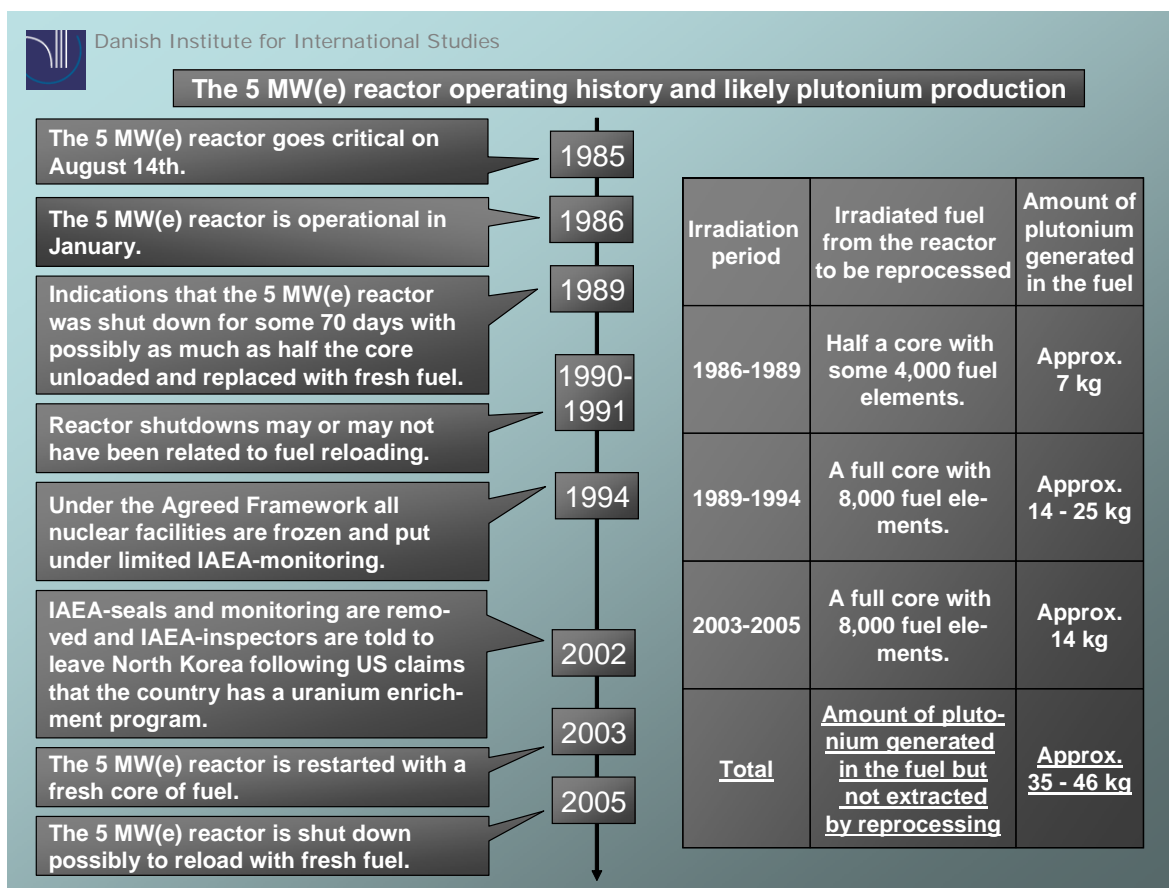 Danish Institute for International Studies
The 5 MW(e) reactor operating history and likely plutonium production
The 5 MW(e) reactor goes critical on
August 14th.
1985
The 5 MW(e) reactor is operational in
January.
1986
Indications that the 5 MW(e) reactor
was shut down for some 70 days with
possibly as much as half the core
unloaded and replaced with fresh fuel.
1989
Reactor shutdowns may or may not
have been related to fuel reloading.
1990-
1991
Under the Agreed Framework all
nuclear facilities are frozen and put
under limited IAEA-monitoring.
1994
IAEA-seals and monitoring are remo-
ved and IAEA-inspectors are told to
leave North Korea following US claims
that the country has a uranium enrich-
ment program.
2002
The 5 MW(e) reactor is restarted with a
fresh core of fuel.
2003
The 5 MW(e) reactor is shut down
possibly to reload with fresh fuel.
2005
Irradiation
period
Irradiated fuel
from the reactor
to be reprocessed
Amount of
plutonium
generated
in the fuel
1986-1989
Half a core with
some 4,000 fuel
elements.
Approx.
7 kg
1989-1994
A full core with
8,000 fuel ele-
ments.
Approx.
14 - 25 kg
2003-2005
A full core with
8,000 fuel ele-
ments.
Approx.
14 kg
Total
Amount of pluto-
nium generated
in the fuel but
not extracted
by reprocessing
Approx.
35 - 46 kg